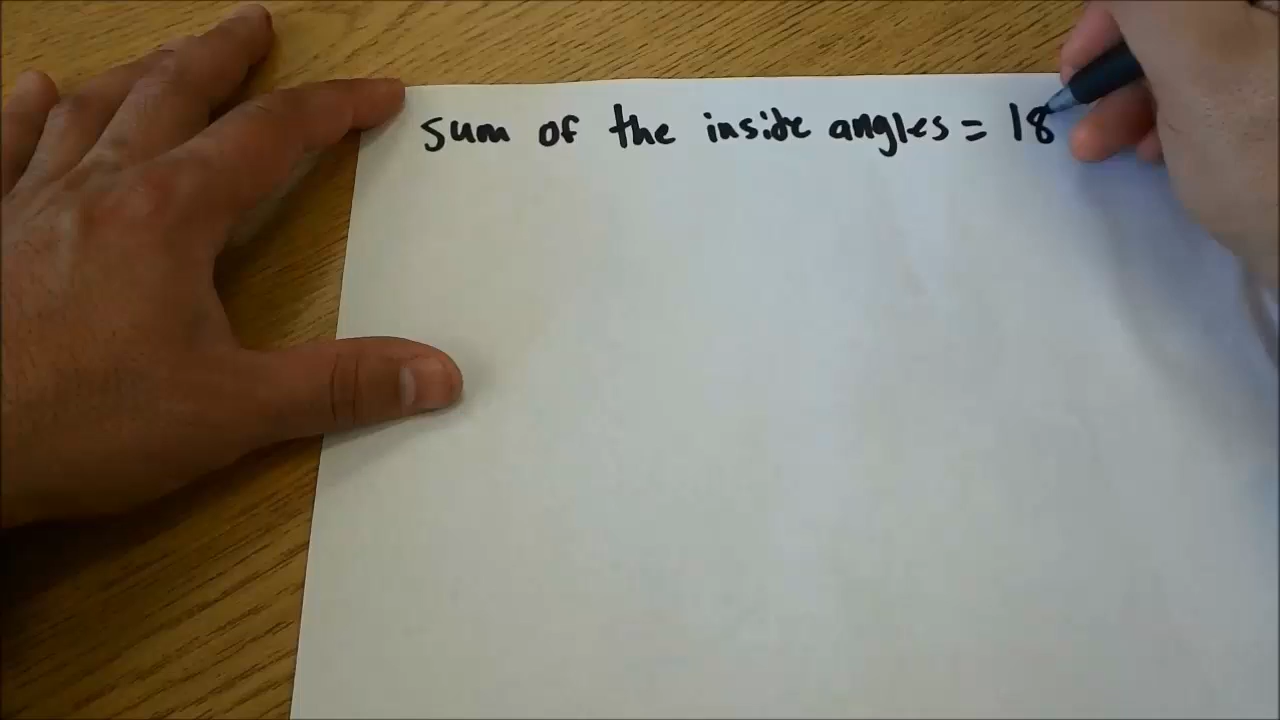 sum of the inside angles = 18